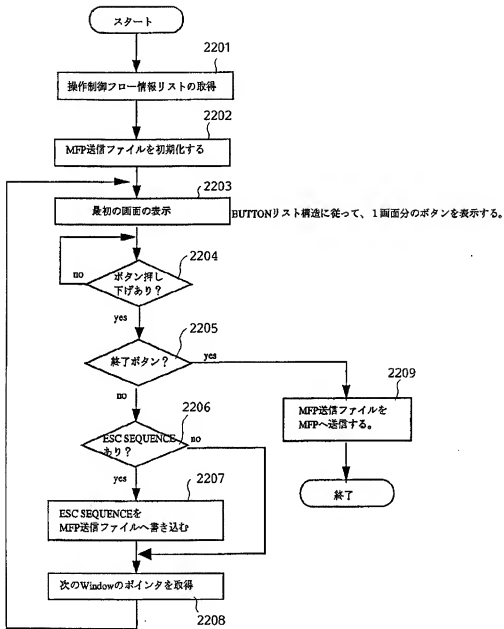 スタート
2201
操作制御フロー情報リストの取得
2202
MFP送信ファイルを初期化する
2203
最初の画面の表示
BUTTONリスト構造に従って、１画面分のボタンを表示する。
2204
ボタン押し
下げあり？
no
yes
2205
終了ボタン？
yes
no
2209
MFP送信ファイルを
MFPへ送信する。
終了
2206
ESC SEQUENCE
あり？
no
yes
2207
ESC SEQUENCEを
MFP送信ファイルへ書き込む
次のWindowのポインタを取得
2208